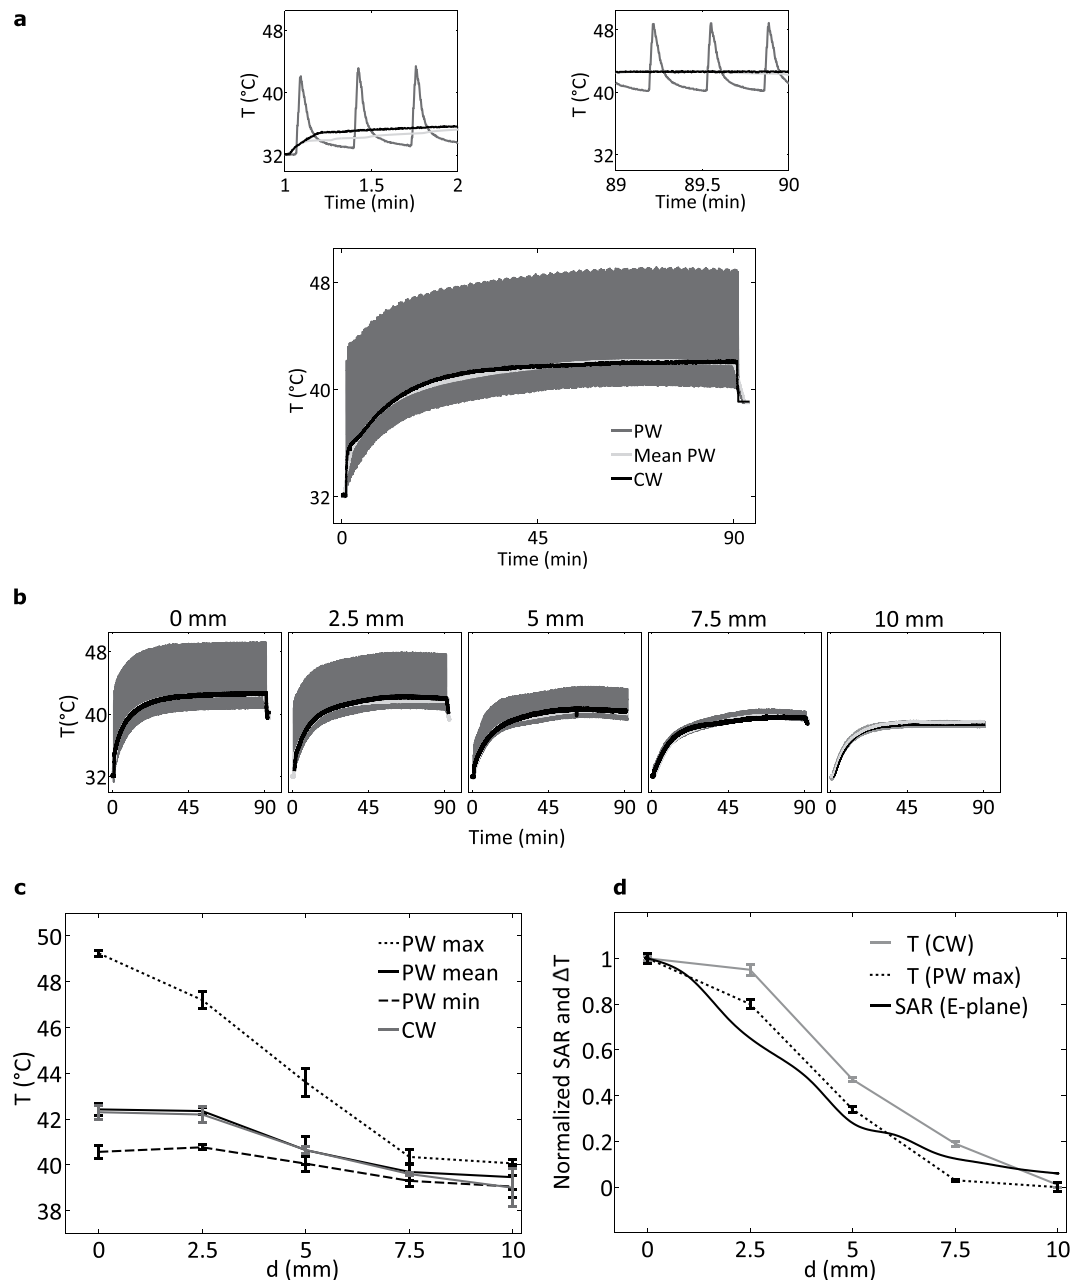 a
48
40
32
T (°C)
1
1.5
2
Time (min)
48
40
32
T (°C)
89
89.5
90
Time (min)
48
40
32
T (°C)
PW
Mean PW
CW
0
45
90
Time (min)
b
0 mm
2.5 mm
5 mm
7.5 mm
10 mm
48
40
32
T(°C)
0
45
90
0
45
90
0
45
90
0
45
90
0
45
90
Time (min)
c
50
48
46
44
42
40
38
T (°C)
PW max
PW mean
PW min
CW
0
2.5
5
7.5
10
d (mm)
d
1
0.8
0.6
0.4
0.2
0
Normalized SAR and ΔT
T (CW)
T (PW max)
SAR (E-plane)
0
2.5
5
7.5
10
d (mm)